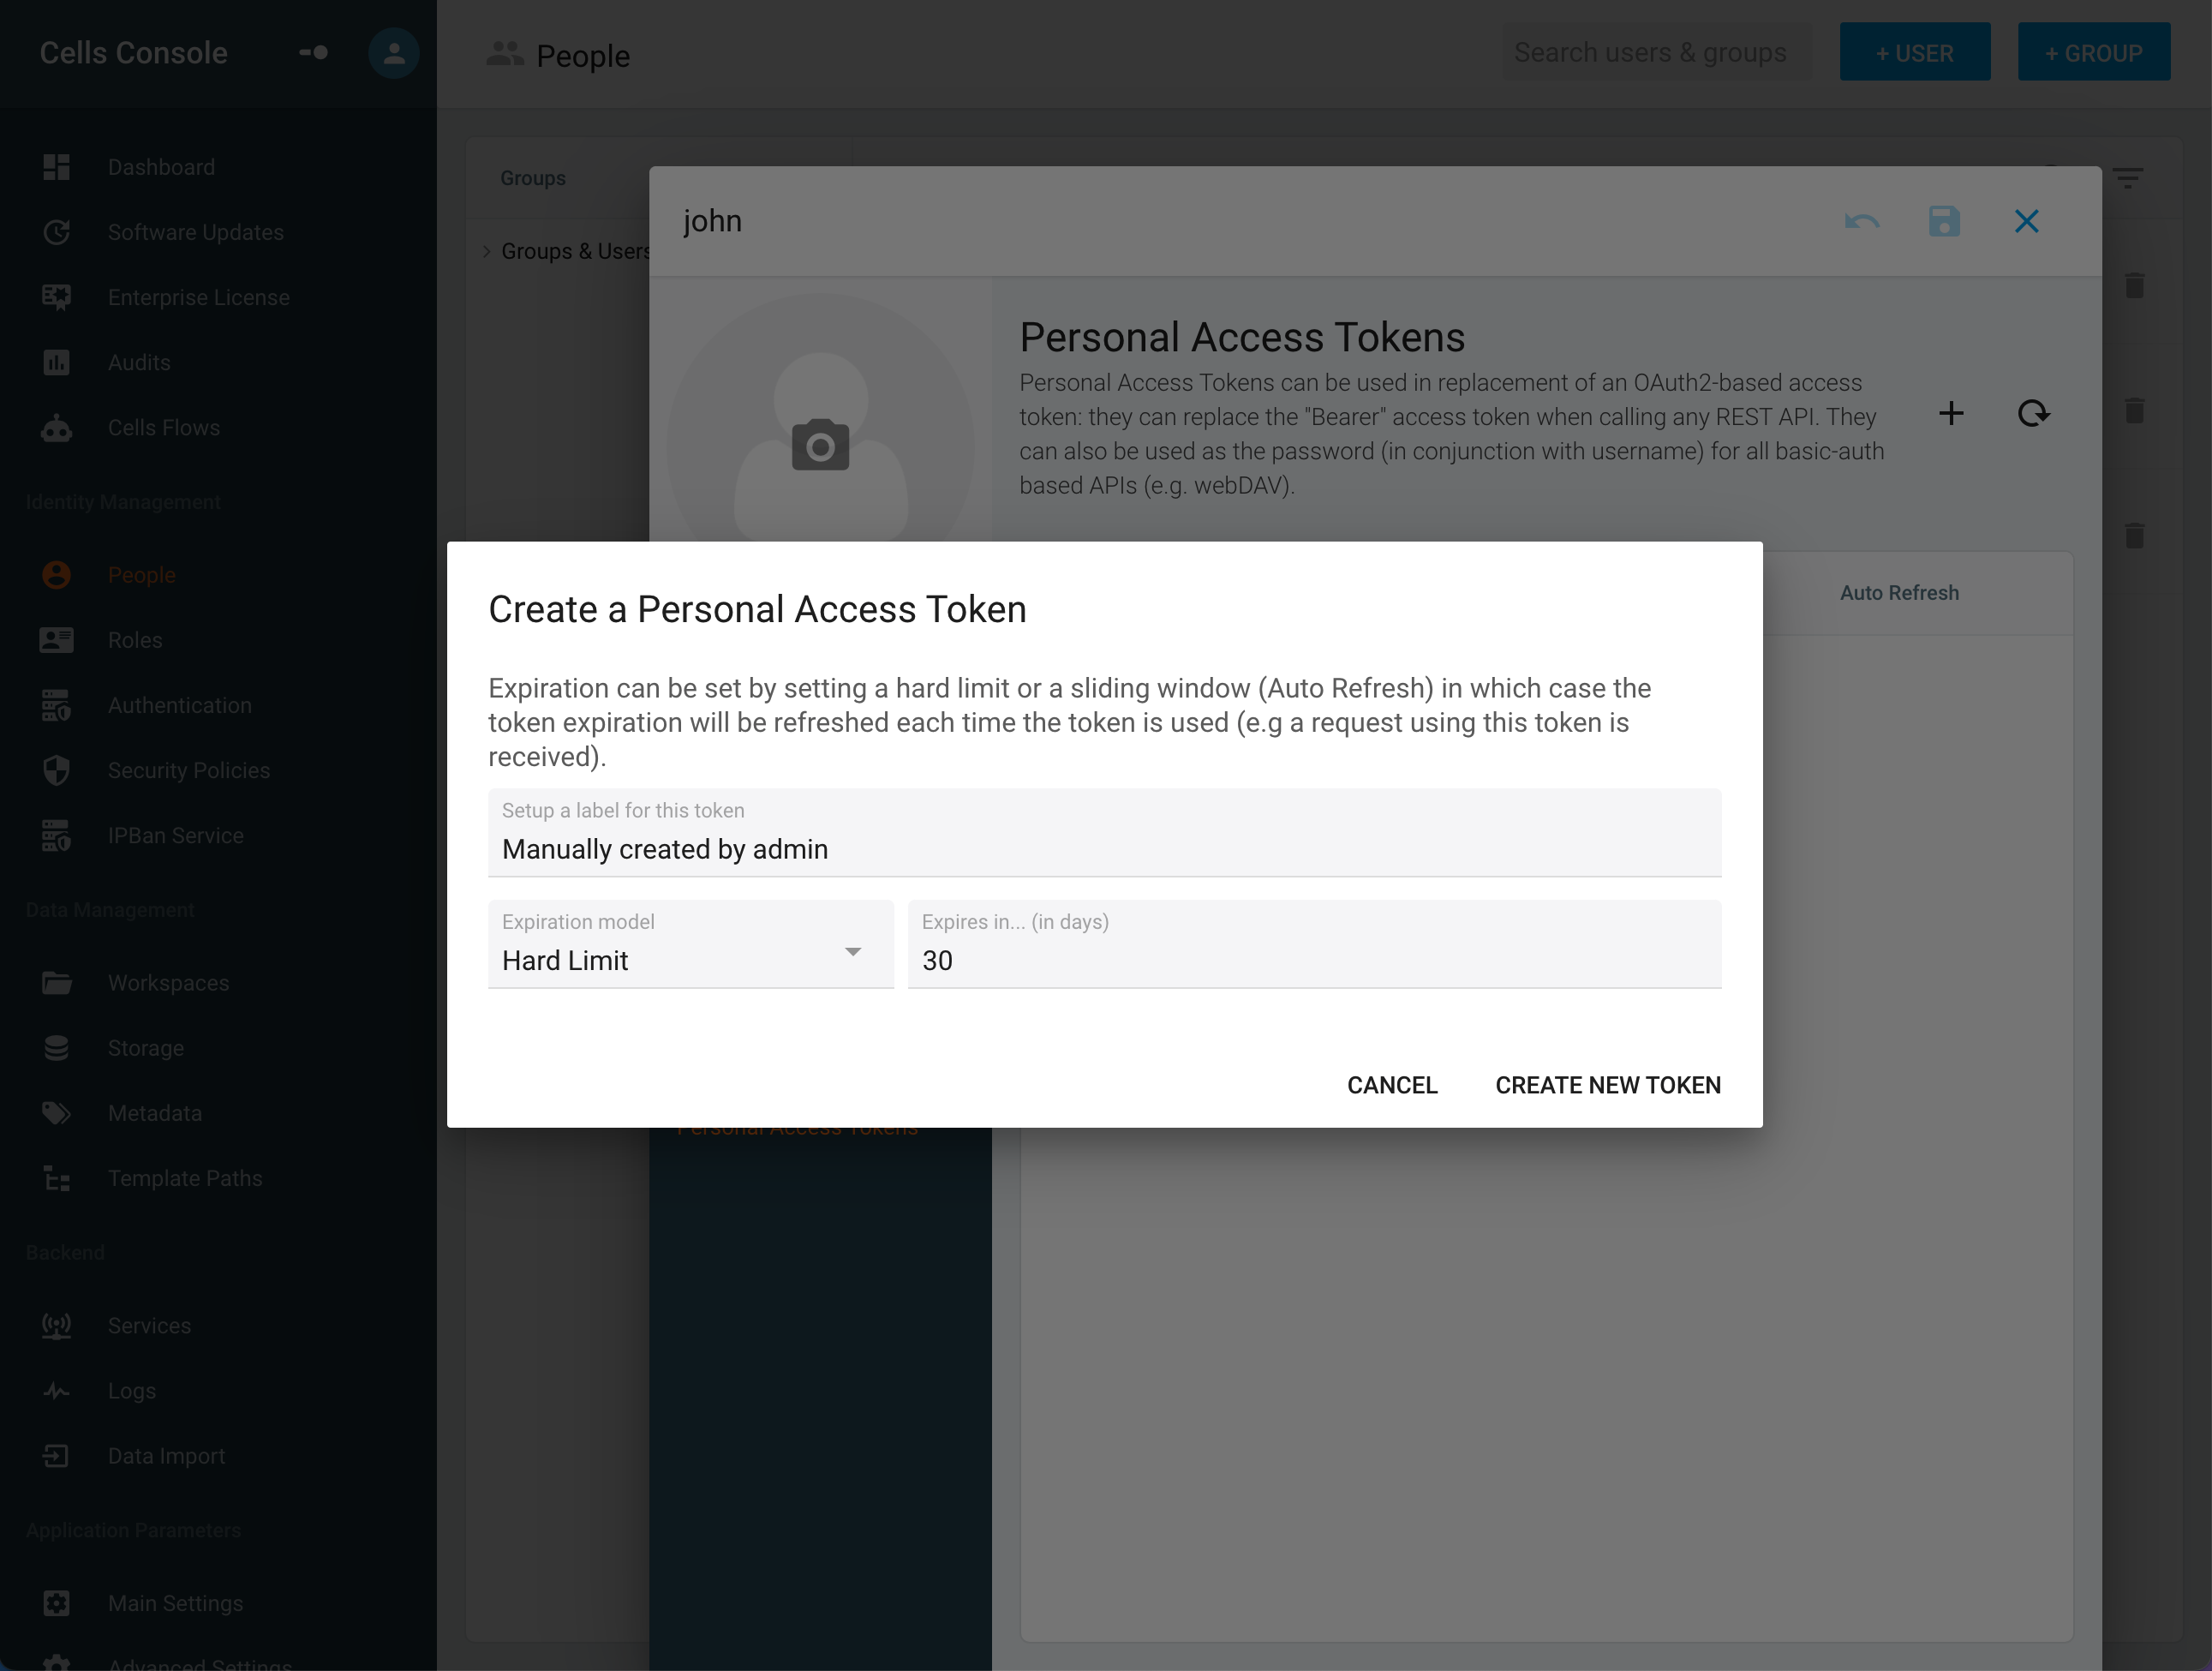 Cells Console
People
Search users & groups
+ USER
+ GROUP
Dashboard
Software Updates
Enterprise License
Audits
Cells Flows
Identity Management
People
Roles
Authentication
Security Policies
IPBan Service
Data Management
Workspaces
Storage
Metadata
Template Paths
Backend
Services
Logs
Data Import
Application Parameters
Main Settings
Advanced Settings
Groups
Groups & Users
john
Personal Access Tokens
Personal Access Tokens can be used in replacement of an OAuth2-based access
token: they can replace the "Bearer" access token when calling any REST API. They
can also be used as the password (in conjunction with username) for all basic-auth
based APIs (e.g. webDAV).
Auto Refresh
Create a Personal Access Token
Expiration can be set by setting a hard limit or a sliding window (Auto Refresh) in which case the
token expiration will be refreshed each time the token is used (e.g a request using this token is
received).
Setup a label for this token
Manually created by admin
Expiration model
Hard Limit
Expires in... (in days)
30
CANCEL
CREATE NEW TOKEN
Personal Access Tokens